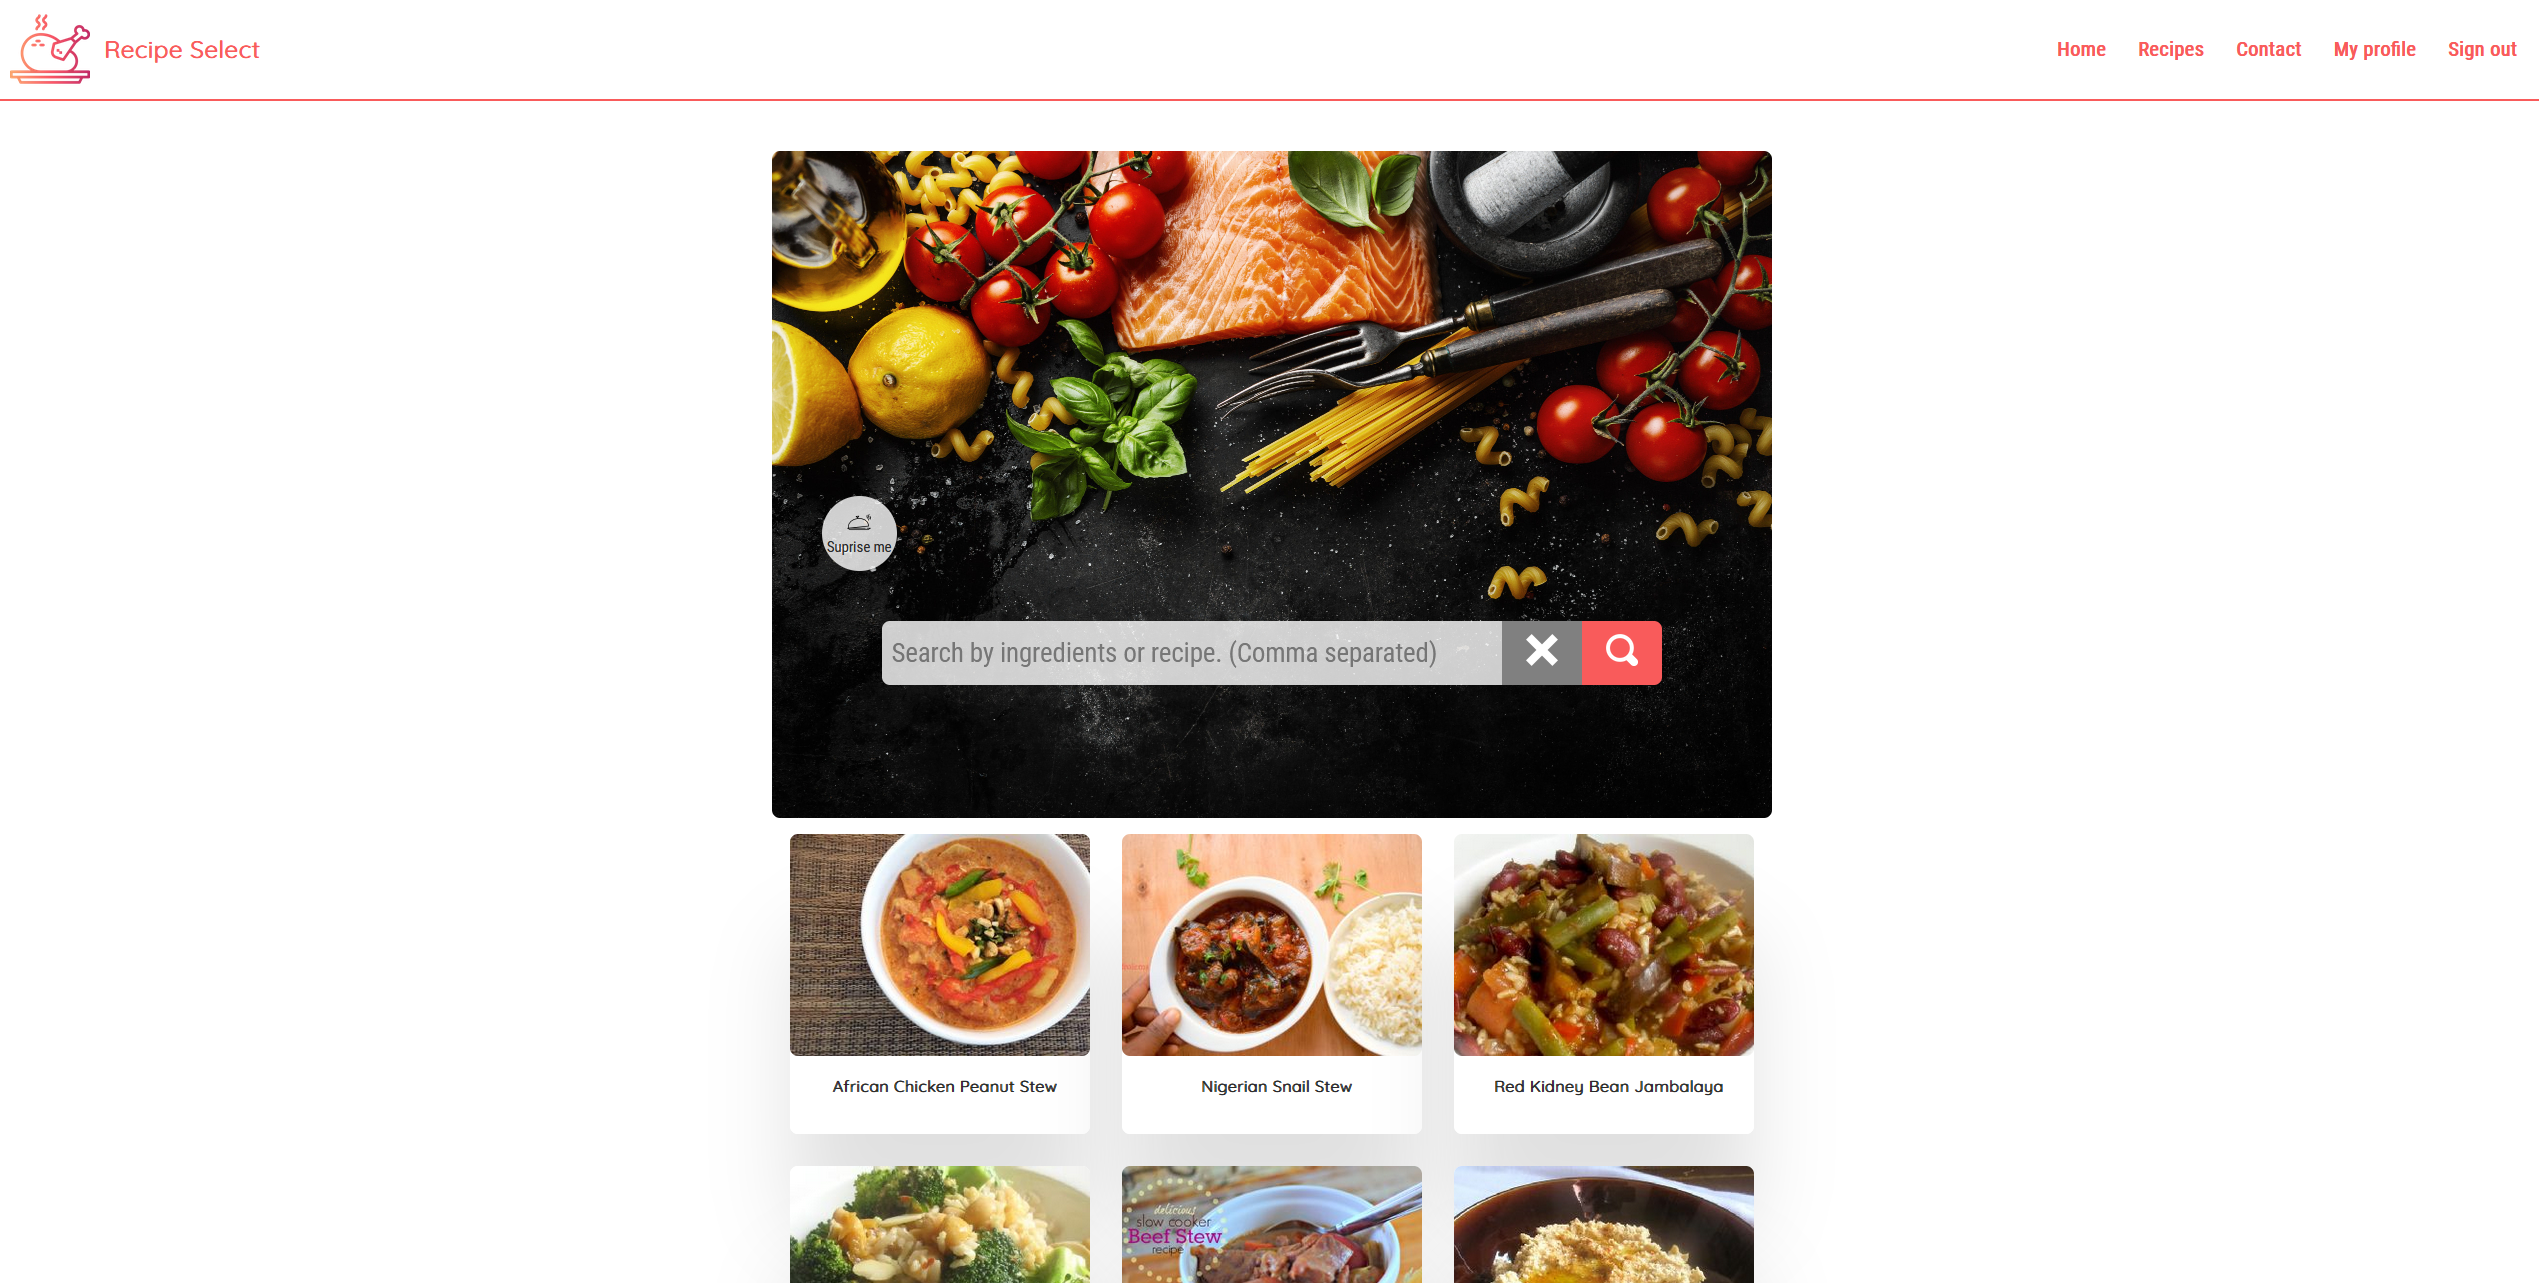 Recipe Select
Home
Recipes
Contact
My profile
Sign out
Suprise me
Search by ingredients or recipe. (Comma separated)
African Chicken Peanut Stew
Nigerian Snail Stew
Red Kidney Bean Jambalaya
delicious
slow cooker
Beef Stew
recipe